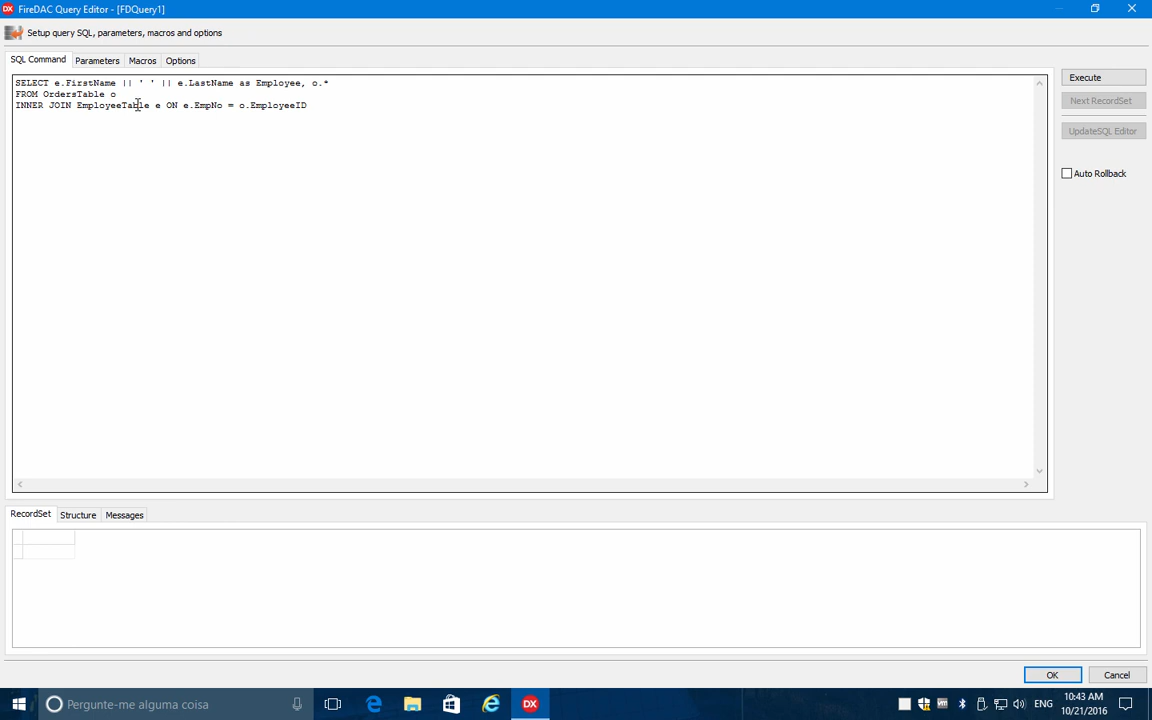 DX FireDAC Query Editor - [FDQuery1]
Setup query SQL, parameters, macros and options
SQL Command Parameters Macros Options
SELECT e.FirstName || ' ' || e.LastName as Employee, o.*
FROM OrdersTable o
INNER JOIN EmployeeTable e ON e.EmpNo = o.EmployeeID
Execute
Next RecordSet
UpdateSQL Editor
Auto Rollback
RecordSet Structure Messages
OK Cancel
Pergunte-me alguma coisa
DX
ENG
10:43 AM
10/21/2016